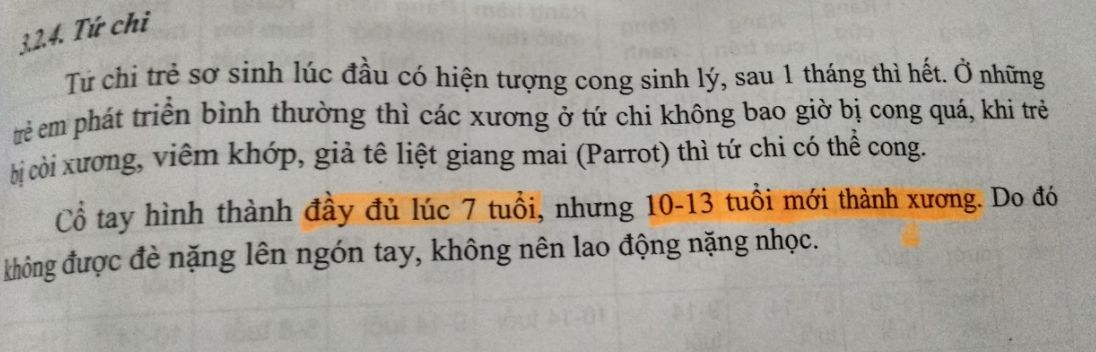 3.2.4. Tứ chi
Tứ chi trẻ sơ sinh lúc đầu có hiện tượng cong sinh lý, sau 1 tháng thì hết. Ở những
trẻ em phát triển bình thường thì các xương ở tứ chi không bao giờ bị cong quá, khi trẻ
bị còi xương, viêm khớp, giả tê liệt giang mai (Parrot) thì tứ chi có thể cong.
Cổ tay hình thành đầy đủ lúc 7 tuổi, nhưng 10-13 tuổi mới thành xương. Do đó
không được đè nặng lên ngón tay, không nên lao động nặng nhọc.